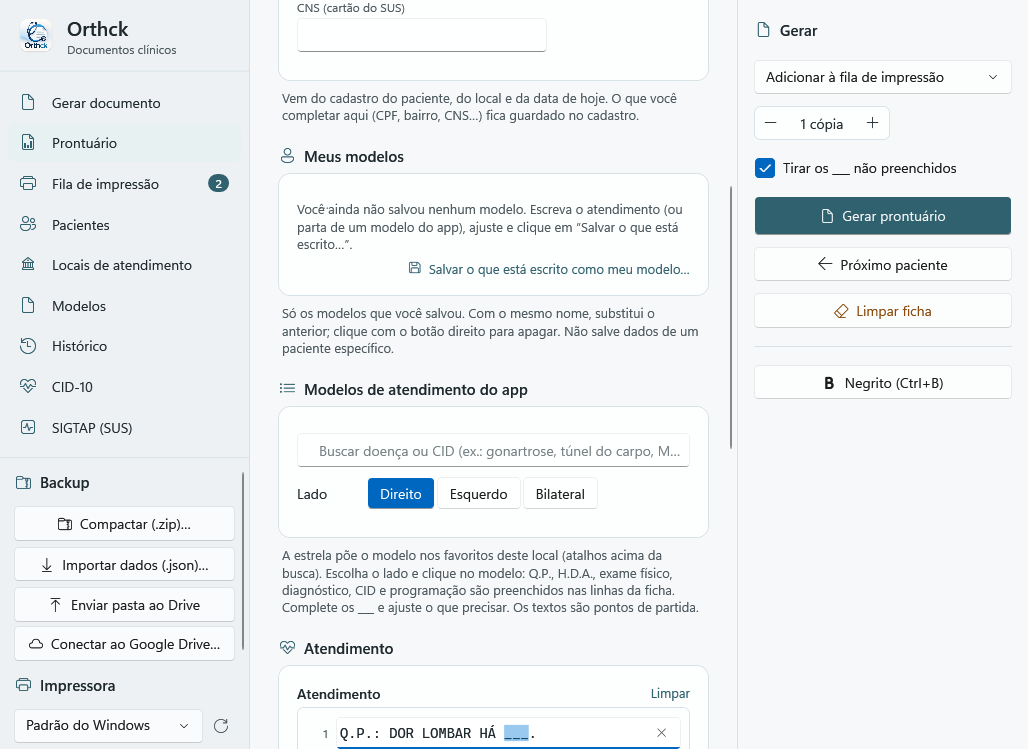 Orthck
Documentos clínicos
Gerar documento
Prontuário
Fila de impressão 2
Pacientes
Locais de atendimento
Modelos
Histórico
CID-10
SIGTAP (SUS)
Backup
Compactar (.zip)...
Importar dados (.json)...
Enviar pasta ao Drive
Conectar ao Google Drive...
Impressora
Padrão do Windows
CNS (cartão do SUS)
Vem do cadastro do paciente, do local e da data de hoje. O que você
completar aqui (CPF, bairro, CNS...) fica guardado no cadastro.
Meus modelos
Você ainda não salvou nenhum modelo. Escreva o atendimento (ou
parta de um modelo do app), ajuste e clique em “Salvar o que está
escrito...”.
Salvar o que está escrito como meu modelo...
Só os modelos que você salvou. Com o mesmo nome, substitui o
anterior; clique com o botão direito para apagar. Não salve dados de um
paciente específico.
Modelos de atendimento do app
Buscar doença ou CID (ex.: gonartrose, túnel do carpo, M...
Lado Direito Esquerdo Bilateral
A estrela põe o modelo nos favoritos deste local (atalhos acima da
busca). Escolha o lado e clique no modelo: Q.P., H.D.A., exame físico,
diagnóstico, CID e programação são preenchidos nas linhas da ficha.
Complete os ___ e ajuste o que precisar. Os textos são pontos de partida.
Atendimento
Atendimento Limpar
1 Q.P.: DOR LOMBAR HÁ ___.
Gerar
Adicionar à fila de impressão
1 cópia
Tirar os ___ não preenchidos
Gerar prontuário
Próximo paciente
Limpar ficha
B Negrito (Ctrl+B)